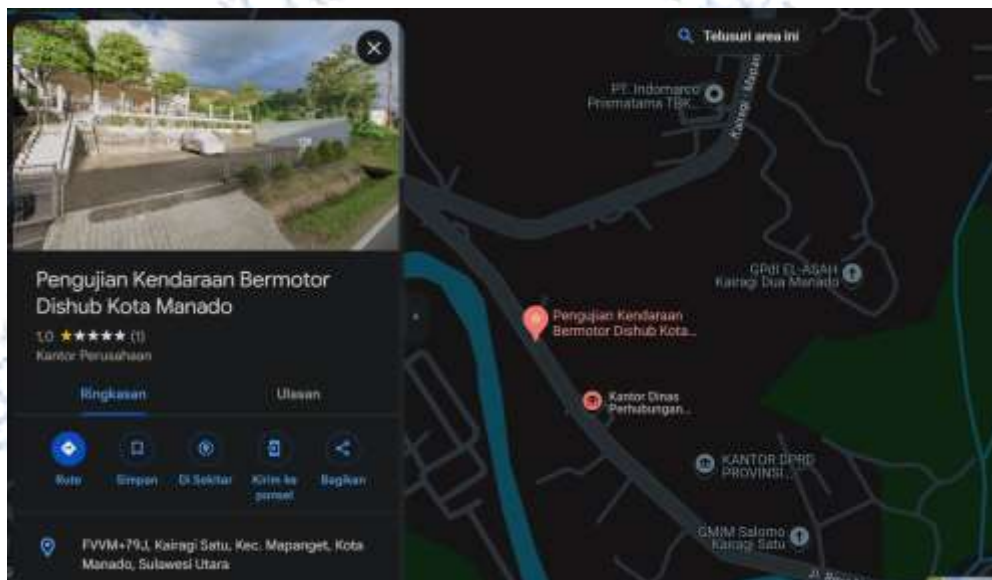 Telusuri area ini
PT. Indomarco
Prismatama TBK...
Kairagi - Mapan
GPdI EL-ASAH
Kairagi Dua Manado
Pengujian Kendaraan Bermotor
Dishub Kota Manado
1,0 ★★★★★ (1)
Kantor Perusahaan
Ringkasan
Ulasan
Rute
Simpan
Di Sekitar
Kirim ke
ponsel
Bagikan
FVVM+79J, Kairagi Satu, Kec. Mapanget, Kota
Manado, Sulawesi Utara
Pengujian Kendaraan
Bermotor Dishub Kota...
Kantor Dinas
Perhubungan...
KANTOR DPRD
PROVINSI...
GMIM Salomo
Kairagi Satu